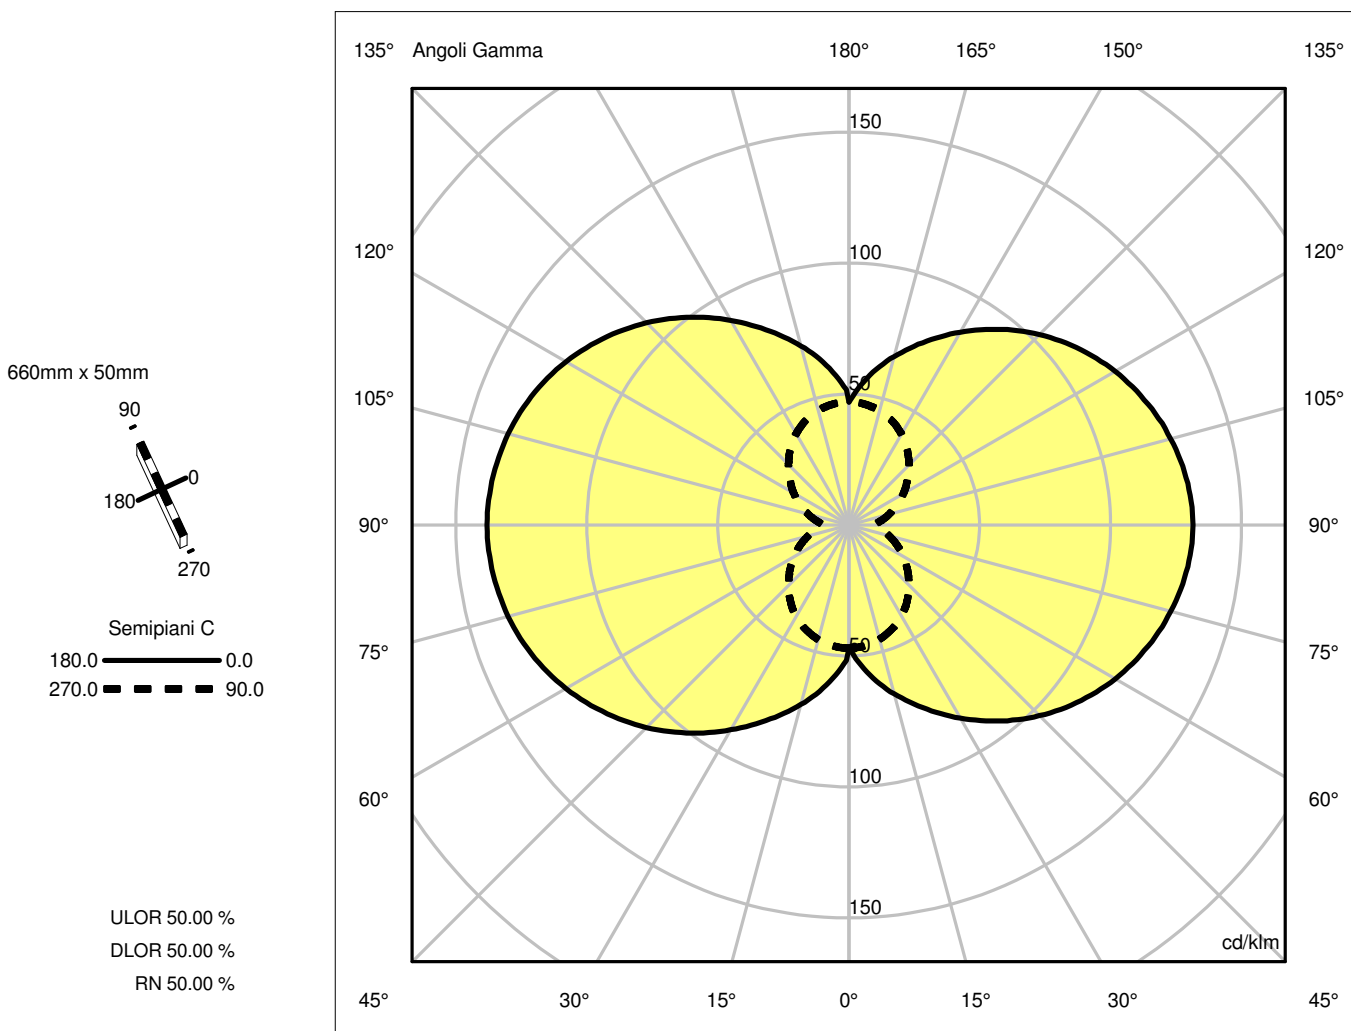 135° Angoli Gamma 180° 165° 150° 135°
150
120° 120°
100
660mm x 50mm
50
105° 105°
90
0
180
90° 90°
270
Semipiani C
50
75° 75°
180.0 0.0
270.0 90.0
100
60° 60°
150
ULOR 50.00 %
cd/klm
DLOR 50.00 %
RN 50.00 %
45° 30° 15° 0° 15° 30° 45°